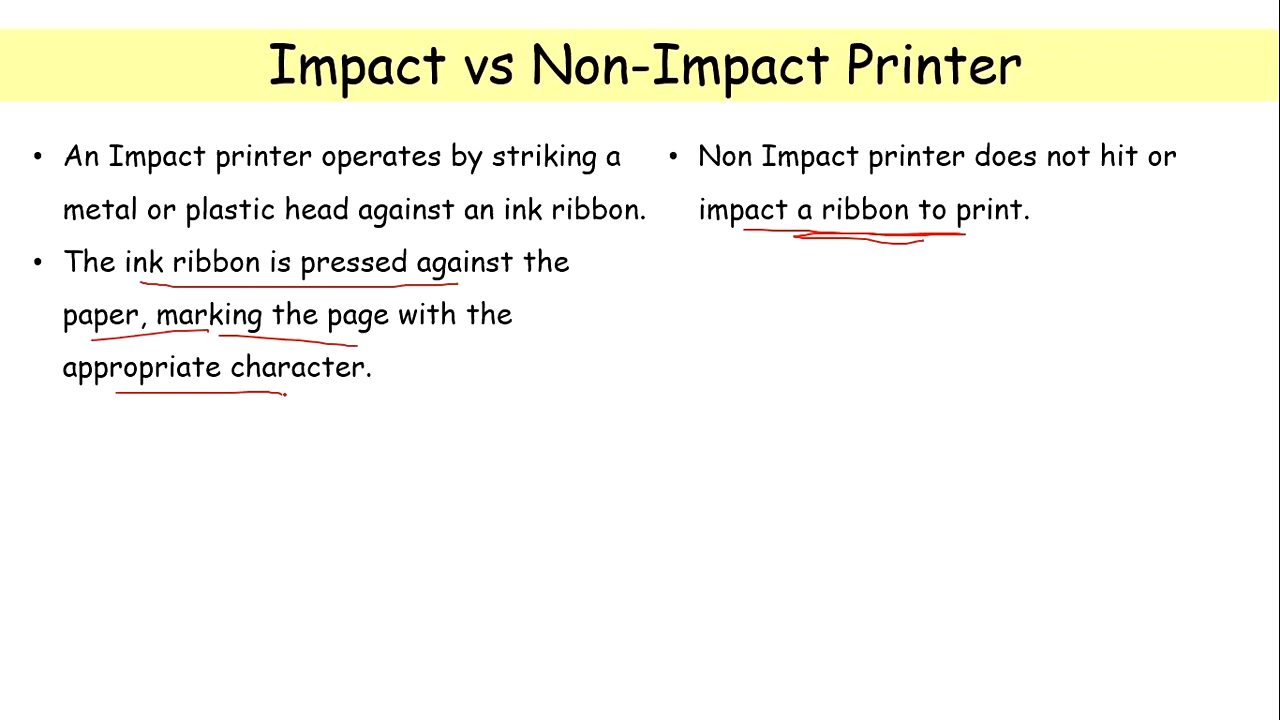 Impact vs Non-Impact Printer
• An Impact printer operates by striking a
metal or plastic head against an ink ribbon.
• The ink ribbon is pressed against the
paper, marking the page with the
appropriate character.
• Non Impact printer does not hit or
impact a ribbon to print.